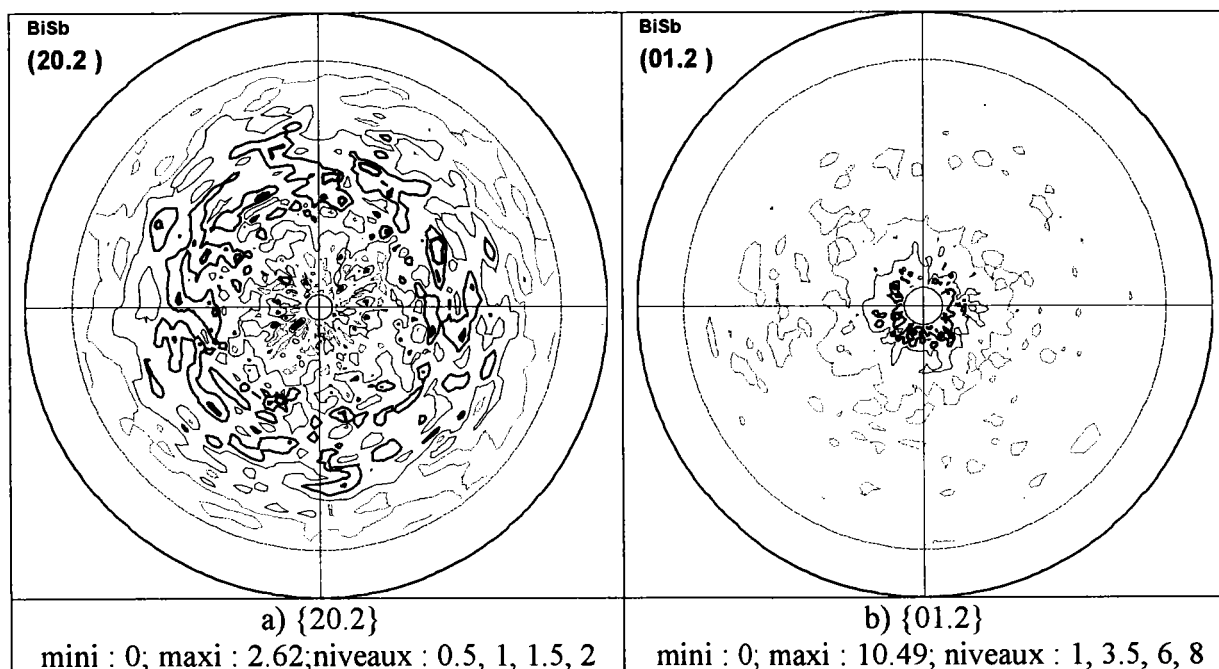 BiSb
(20.2 )
BiSb
(01.2 )
a) {20.2}
mini : 0; maxi : 2.62;niveaux : 0.5, 1, 1.5, 2
b) {01.2}
mini : 0; maxi : 10.49; niveaux : 1, 3.5, 6, 8